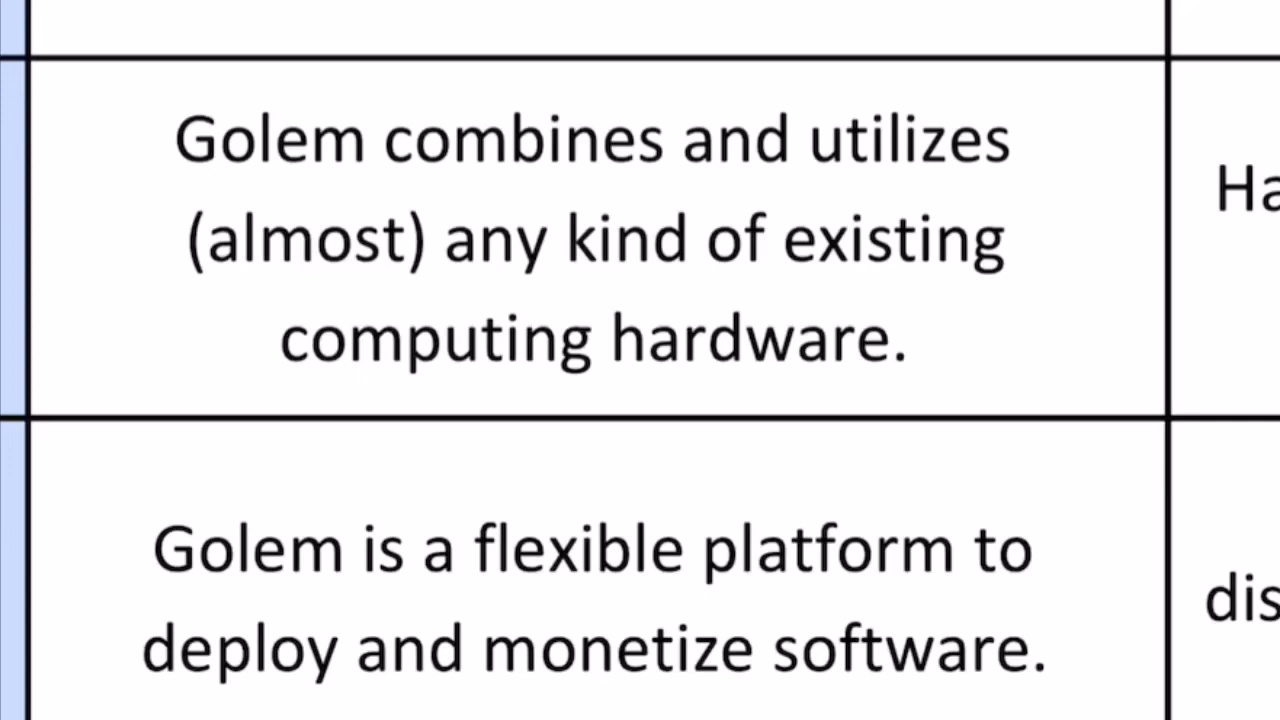 Golem combines and utilizes
(almost) any kind of existing
computing hardware.
Golem is a flexible platform to
deploy and monetize software.